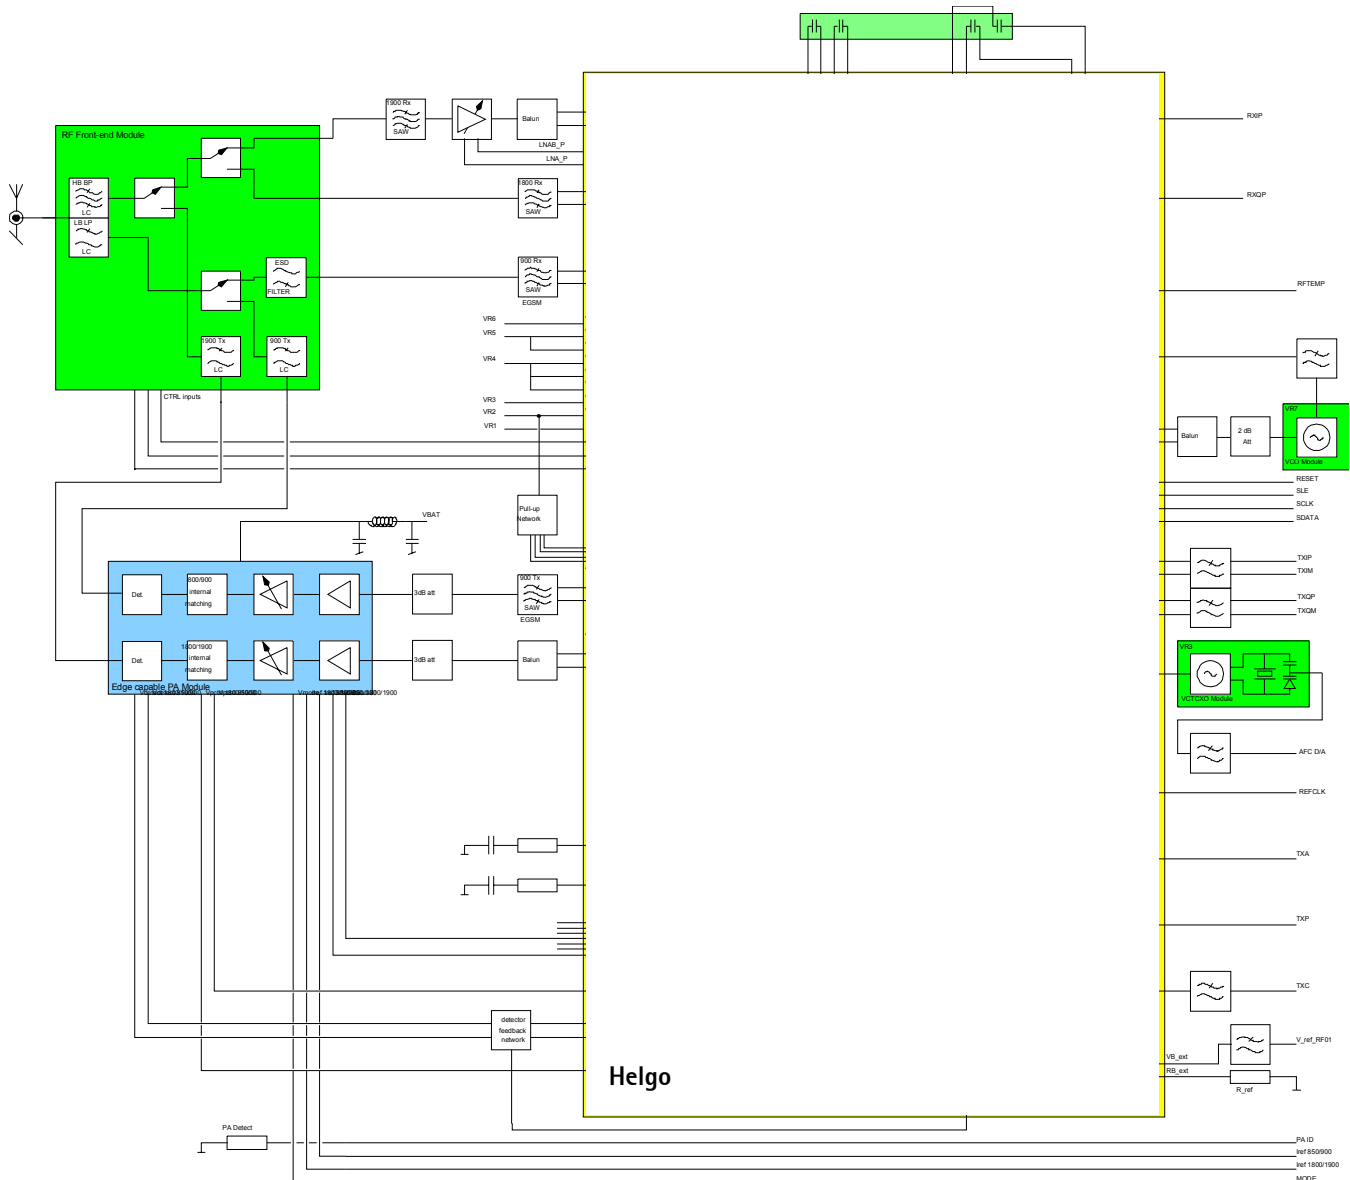 RF Front-end Module
1900 Rx
SAW
Balun
LNAB_P
LNA_P
RXIP
HB BP
LC
LB LP
LC
1800 Rx
SAW
RXQP
ESD
FILTER
900 Rx
SAW
EGSM
RFTEMP
VR6
VR5
VR4
1900 Tx
LC
900 Tx
LC
CTRL inputs
VR3
VR2
VR1
VR7
Balun
2 dB
Att
VCO Module
RESET
SLE
SCLK
SDATA
Pull-up
Network
VBAT
TXIP
TXIM
TXQP
TXQM
Det.
800/900
internal
matching
3dB att
900 Tx
SAW
EGSM
Det.
1800/1900
internal
matching
3dB att
Balun
Edge capable PA Module
VR3
VCTCXO Module
AFC D/A
REFCLK
TXA
TXP
TXC
detector
feedback
network
V_ref_RF01
VB_ext
RB_ext
R_ref
Helgo
PA Detect
PA ID
Iref 850/900
Iref 1800/1900
MODE